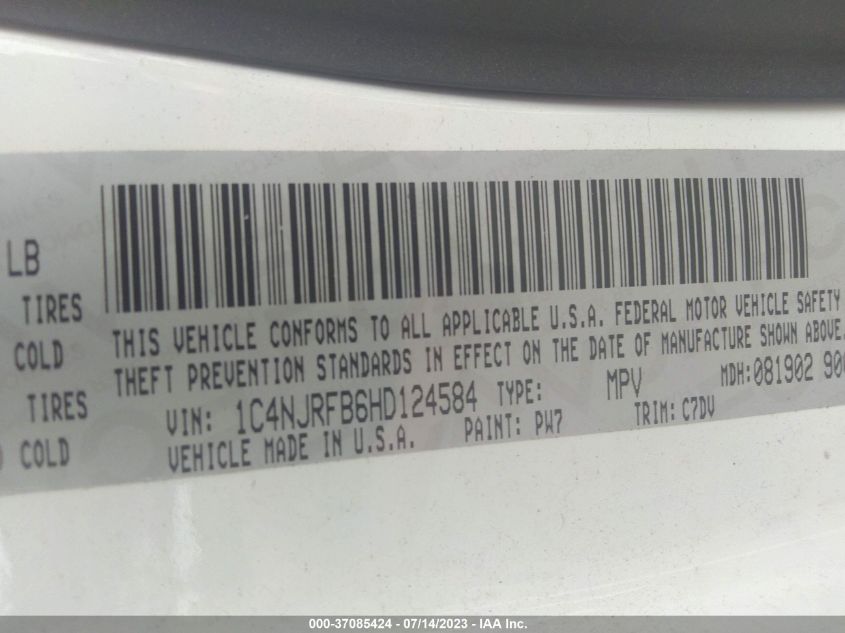 LB
TIRES
COLD
TIRES
COLD
THIS VEHICLE CONFORMS TO ALL APPLICABLE U.S.A. FEDERAL MOTOR VEHICLE SAFETY
THEFT PREVENTION STANDARDS IN EFFECT ON THE DATE OF MANUFACTURE SHOWN ABOVE.
VIN: 1C4NJRFB6HD124584 TYPE: MPV MDH:081902 900
VEHICLE MADE IN U.S.A. PAINT: PW7 TRIM: C7DV
000-37085424 - 07/14/2023 - IAA Inc.